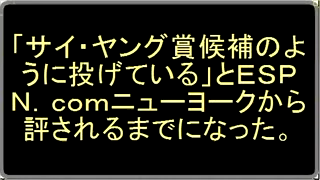 「サイ・ヤング賞候補のよ
うに投げている」とＥＳＰ
Ｎ．ｃｏｍニューヨークから
評されるまでになった。